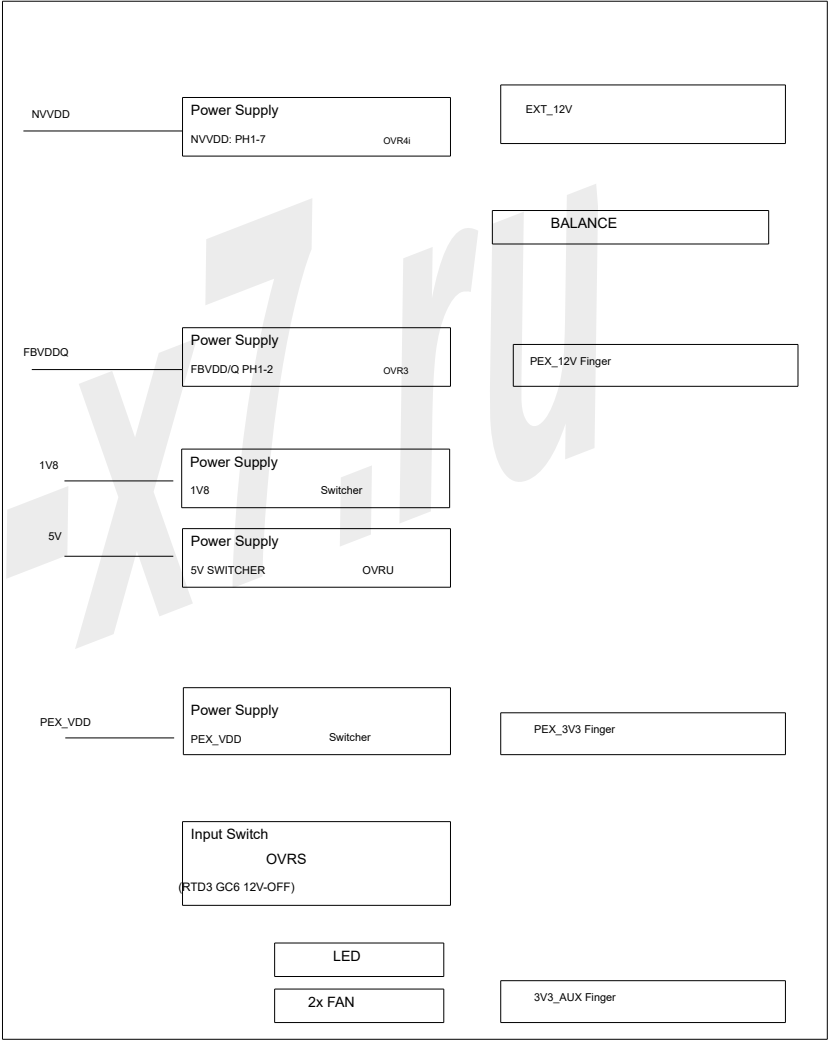 NVVDD
Power Supply
NVVDD: PH1-7 OVR4i
EXT_12V
BALANCE
FBVDDQ
Power Supply
FBVDD/Q PH1-2 OVR3
PEX_12V Finger
1V8
Power Supply
1V8 Switcher
5V
Power Supply
5V SWITCHER OVRU
PEX_VDD
Power Supply
PEX_VDD Switcher
PEX_3V3 Finger
Input Switch
OVRS
(RTD3 GC6 12V-OFF)
LED
2x FAN
3V3_AUX Finger
-x7.ru